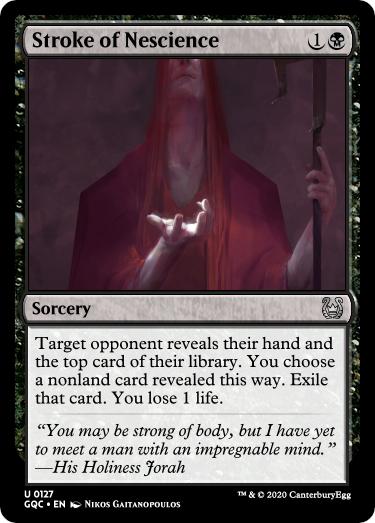 Stroke of Nescience 1
Sorcery
Target opponent reveals their hand and
the top card of their library. You choose
a nonland card revealed this way. Exile
that card. You lose 1 life.
“You may be strong of body, but I have yet
to meet a man with an impregnable mind.”
—His Holiness Jorah
U 0127
GQC • EN Nikos Gaitanopoulos
™ & © 2020 CanterburyEgg